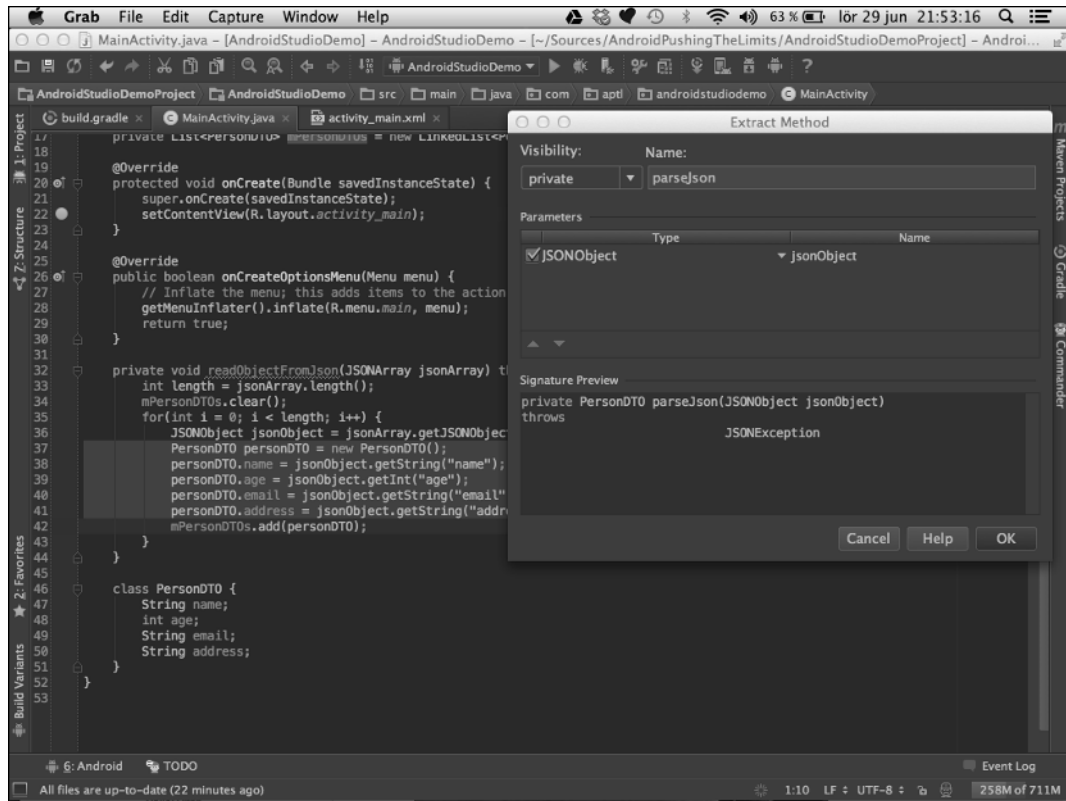 Grab File Edit Capture Window Help 63 % lör 29 jun 21:53:16
MainActivity.java – [AndroidStudioDemo] – AndroidStudioDemo – [~/Sources/AndroidPushingTheLimits/AndroidStudioDemoProject] – Androi...
AndroidStudioDemo
AndroidStudioDemoProject AndroidStudioDemo src main java com aptl androidstudiodemo MainActivity
build.gradle × MainActivity.java × activity_main.xml ×
1: Project
Z: Structure
2: Favorites
Build Variants
17 private List<PersonDTO> mPersonDTOs = new LinkedList<P
18
19 @Override
20 protected void onCreate(Bundle savedInstanceState) {
21 super.onCreate(savedInstanceState);
22 setContentView(R.layout.activity_main);
23 }
24
25 @Override
26 public boolean onCreateOptionsMenu(Menu menu) {
27 // Inflate the menu; this adds items to the action
28 getMenuInflater().inflate(R.menu.main, menu);
29 return true;
30 }
31
32 private void readObjectFromJson(JSONArray jsonArray) th
33 int length = jsonArray.length();
34 mPersonDTOs.clear();
35 for(int i = 0; i < length; i++) {
36 JSONObject jsonObject = jsonArray.getJSONObjec
37 PersonDTO personDTO = new PersonDTO();
38 personDTO.name = jsonObject.getString("name");
39 personDTO.age = jsonObject.getInt("age");
40 personDTO.email = jsonObject.getString("email"
41 personDTO.address = jsonObject.getString("addr
42 mPersonDTOs.add(personDTO);
43 }
44 }
45
46 class PersonDTO {
47 String name;
48 int age;
49 String email;
50 String address;
51 }
52 }
53
Extract Method
Visibility: Name:
private parseJson
Parameters
Type Name
JSONObject jsonObject
Signature Preview
private PersonDTO parseJson(JSONObject jsonObject)
throws
JSONException
Cancel Help OK
Maven Projects
Gradle
Commander
6: Android TODO Event Log
All files are up-to-date (22 minutes ago) 1:10 LF UTF-8 258M of 711M